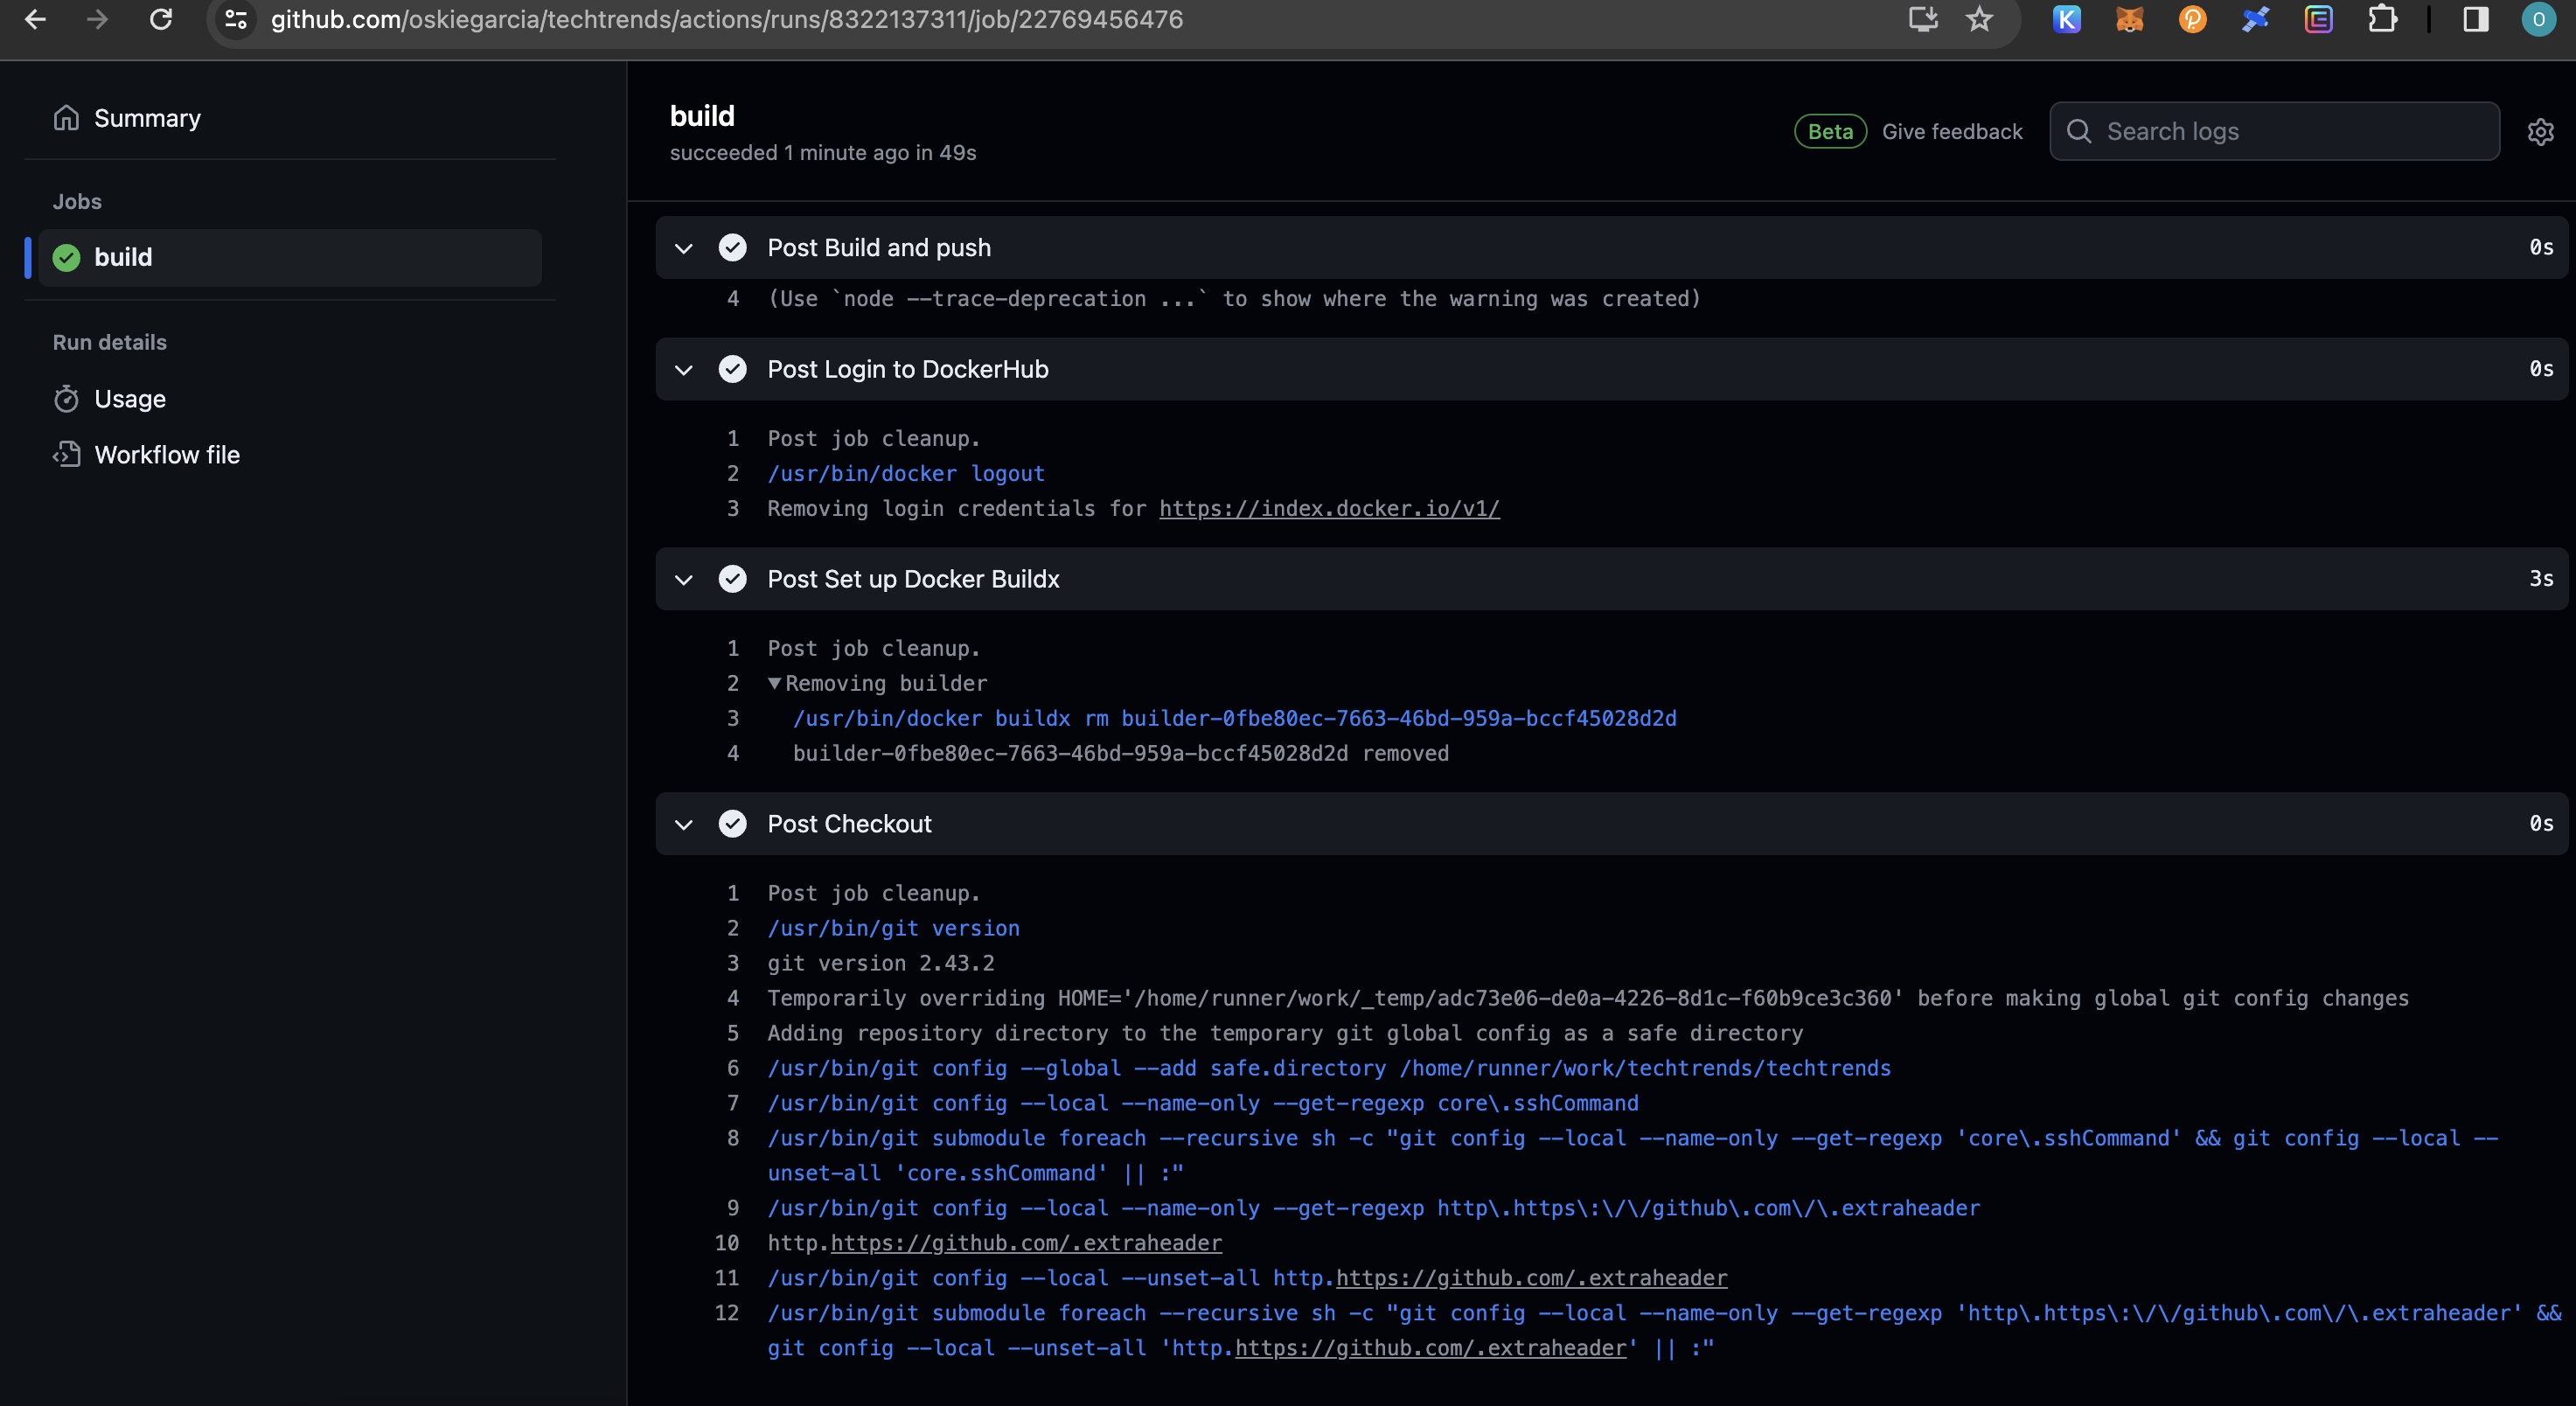 github.com/oskiegarcia/techtrends/actions/runs/8322137311/job/22769456476
K
O
Summary
Jobs
build
Run details
Usage
Workflow file
build
succeeded 1 minute ago in 49s
Beta Give feedback
Search logs
Post Build and push 0s
4 (Use `node --trace-deprecation ...` to show where the warning was created)
Post Login to DockerHub 0s
1 Post job cleanup.
2 /usr/bin/docker logout
3 Removing login credentials for https://index.docker.io/v1/
Post Set up Docker Buildx 3s
1 Post job cleanup.
2 ▼Removing builder
3 /usr/bin/docker buildx rm builder-0fbe80ec-7663-46bd-959a-bccf45028d2d
4 builder-0fbe80ec-7663-46bd-959a-bccf45028d2d removed
Post Checkout 0s
1 Post job cleanup.
2 /usr/bin/git version
3 git version 2.43.2
4 Temporarily overriding HOME='/home/runner/work/_temp/adc73e06-de0a-4226-8d1c-f60b9ce3c360' before making global git config changes
5 Adding repository directory to the temporary git global config as a safe directory
6 /usr/bin/git config --global --add safe.directory /home/runner/work/techtrends/techtrends
7 /usr/bin/git config --local --name-only --get-regexp core\.sshCommand
8 /usr/bin/git submodule foreach --recursive sh -c "git config --local --name-only --get-regexp 'core\.sshCommand' && git config --local --
unset-all 'core.sshCommand' || :"
9 /usr/bin/git config --local --name-only --get-regexp http\.https\:\/\/github\.com\/\.extraheader
10 http.https://github.com/.extraheader
11 /usr/bin/git config --local --unset-all http.https://github.com/.extraheader
12 /usr/bin/git submodule foreach --recursive sh -c "git config --local --name-only --get-regexp 'http\.https\:\/\/github\.com\/\.extraheader' &&
git config --local --unset-all 'http.https://github.com/.extraheader' || :"